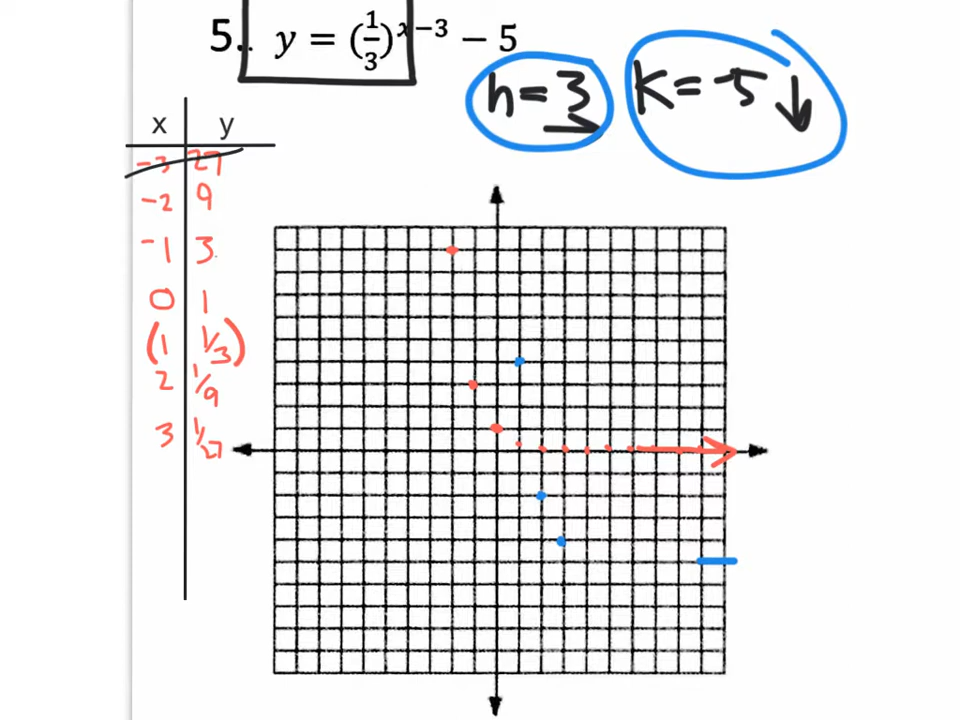 5. y = (1/3)^x−3 − 5
h = 3 K = -5
x y
-3 27
-2 9
-1 3
0 1
(1 1/3)
2 1/9
3 1/27